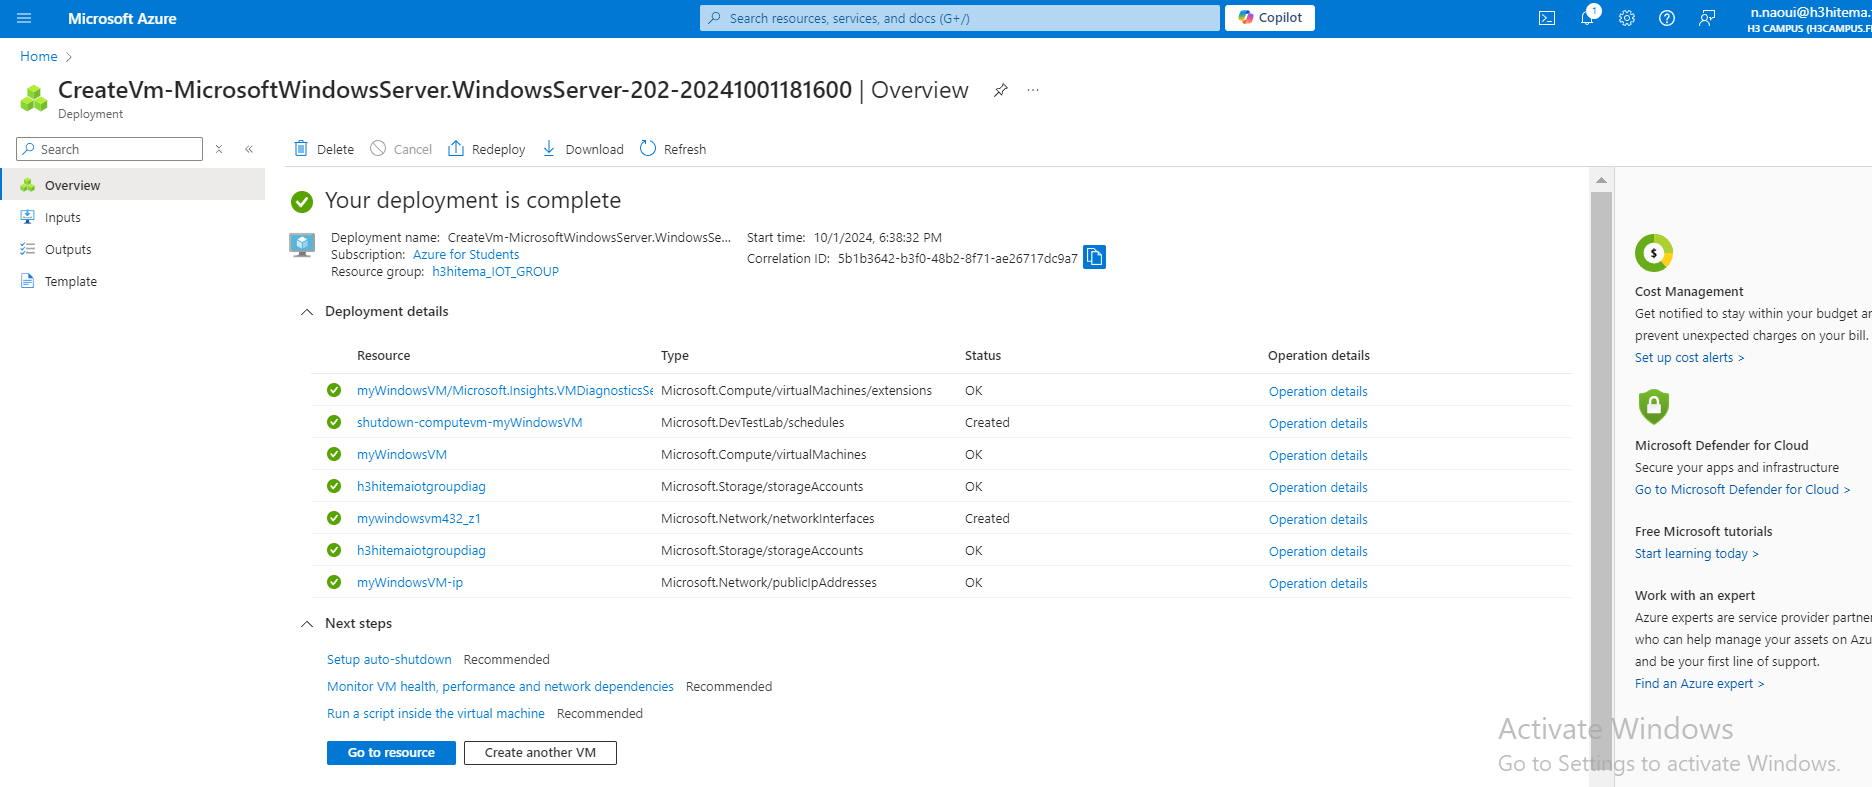 Microsoft Azure
Search resources, services, and docs (G+/)
Copilot
1
n.naoui@h3hitema.
H3 CAMPUS (H3CAMPUS.F
Home >
CreateVm-MicrosoftWindowsServer.WindowsServer-202-20241001181600 | Overview
Deployment
Search
Overview
Inputs
Outputs
Template
Delete Cancel Redeploy Download Refresh
Your deployment is complete
Deployment name: CreateVm-MicrosoftWindowsServer.WindowsSe...
Subscription: Azure for Students
Resource group: h3hitema_IOT_GROUP
Start time: 10/1/2024, 6:38:32 PM
Correlation ID: 5b1b3642-b3f0-48b2-8f71-ae26717dc9a7
Deployment details
Resource Type Status Operation details
myWindowsVM/Microsoft.Insights.VMDiagnosticsSe Microsoft.Compute/virtualMachines/extensions OK Operation details
shutdown-computevm-myWindowsVM Microsoft.DevTestLab/schedules Created Operation details
myWindowsVM Microsoft.Compute/virtualMachines OK Operation details
h3hitemaiotgroupdiag Microsoft.Storage/storageAccounts OK Operation details
mywindowsvm432_z1 Microsoft.Network/networkInterfaces Created Operation details
h3hitemaiotgroupdiag Microsoft.Storage/storageAccounts OK Operation details
myWindowsVM-ip Microsoft.Network/publicIpAddresses OK Operation details
Next steps
Setup auto-shutdown Recommended
Monitor VM health, performance and network dependencies Recommended
Run a script inside the virtual machine Recommended
Go to resource
Create another VM
$
Cost Management
Get notified to stay within your budget an
prevent unexpected charges on your bill.
Set up cost alerts >
Microsoft Defender for Cloud
Secure your apps and infrastructure
Go to Microsoft Defender for Cloud >
Free Microsoft tutorials
Start learning today >
Work with an expert
Azure experts are service provider partner
who can help manage your assets on Azu
and be your first line of support.
Find an Azure expert >
Activate Windows
Go to Settings to activate Windows.